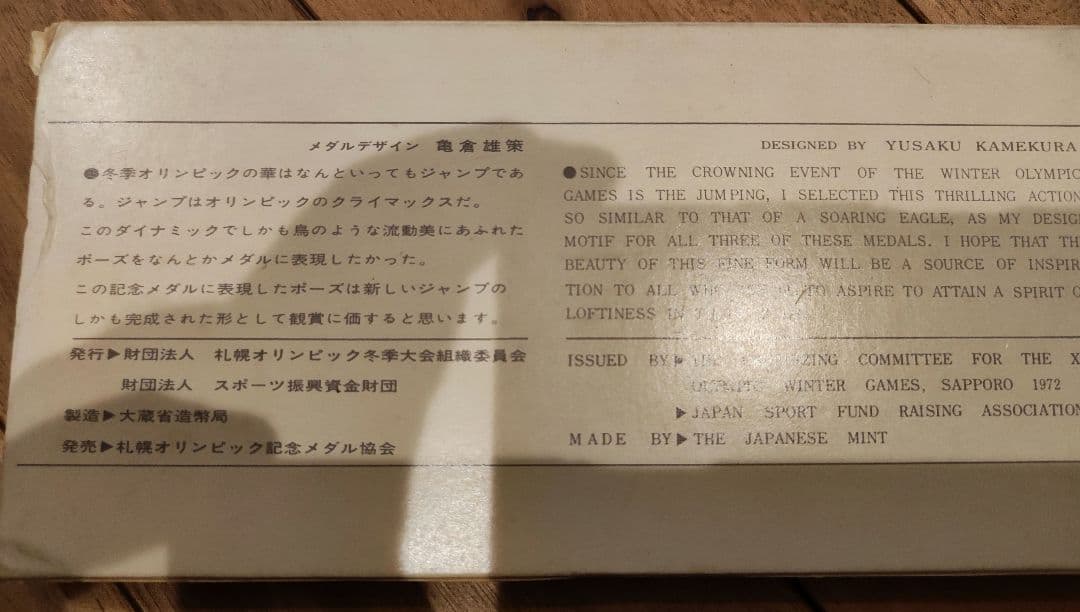 メダルデザイン 亀倉雄策
●冬季オリンピックの華はなんといってもジャンプであ
る。ジャンプはオリンピックのクライマックスだ。
このダイナミックでしかも鳥のような流動美にあふれた
ポーズをなんとかメダルに表現したかった。
この記念メダルに表現したポーズは新しいジャンプの
しかも完成された形として観賞に価すると思います。
発行▶財団法人 札幌オリンピック冬季大会組織委員会
財団法人 スポーツ振興資金財団
製造▶大蔵省造幣局
発売▶札幌オリンピック記念メダル協会
DESIGNED BY YUSAKU KAMEKURA
●SINCE THE CROWNING EVENT OF THE WINTER OLYMPIC
GAMES IS THE JUMPING, I SELECTED THIS THRILLING ACTION
SO SIMILAR TO THAT OF A SOARING EAGLE, AS MY DESIG
MOTIF FOR ALL THREE OF THESE MEDALS. I HOPE THAT TH
BEAUTY OF THIS FINE FORM WILL BE A SOURCE OF INSPIR
TION TO ALL TO ASPIRE TO ATTAIN A SPIRIT O
LOFTINESS IN
ISSUED BY▶THE COMMITTEE FOR THE X
OLYMPIC WINTER GAMES, SAPPORO 1972
▶JAPAN SPORT FUND RAISING ASSOCIATION
MADE BY▶THE JAPANESE MINT